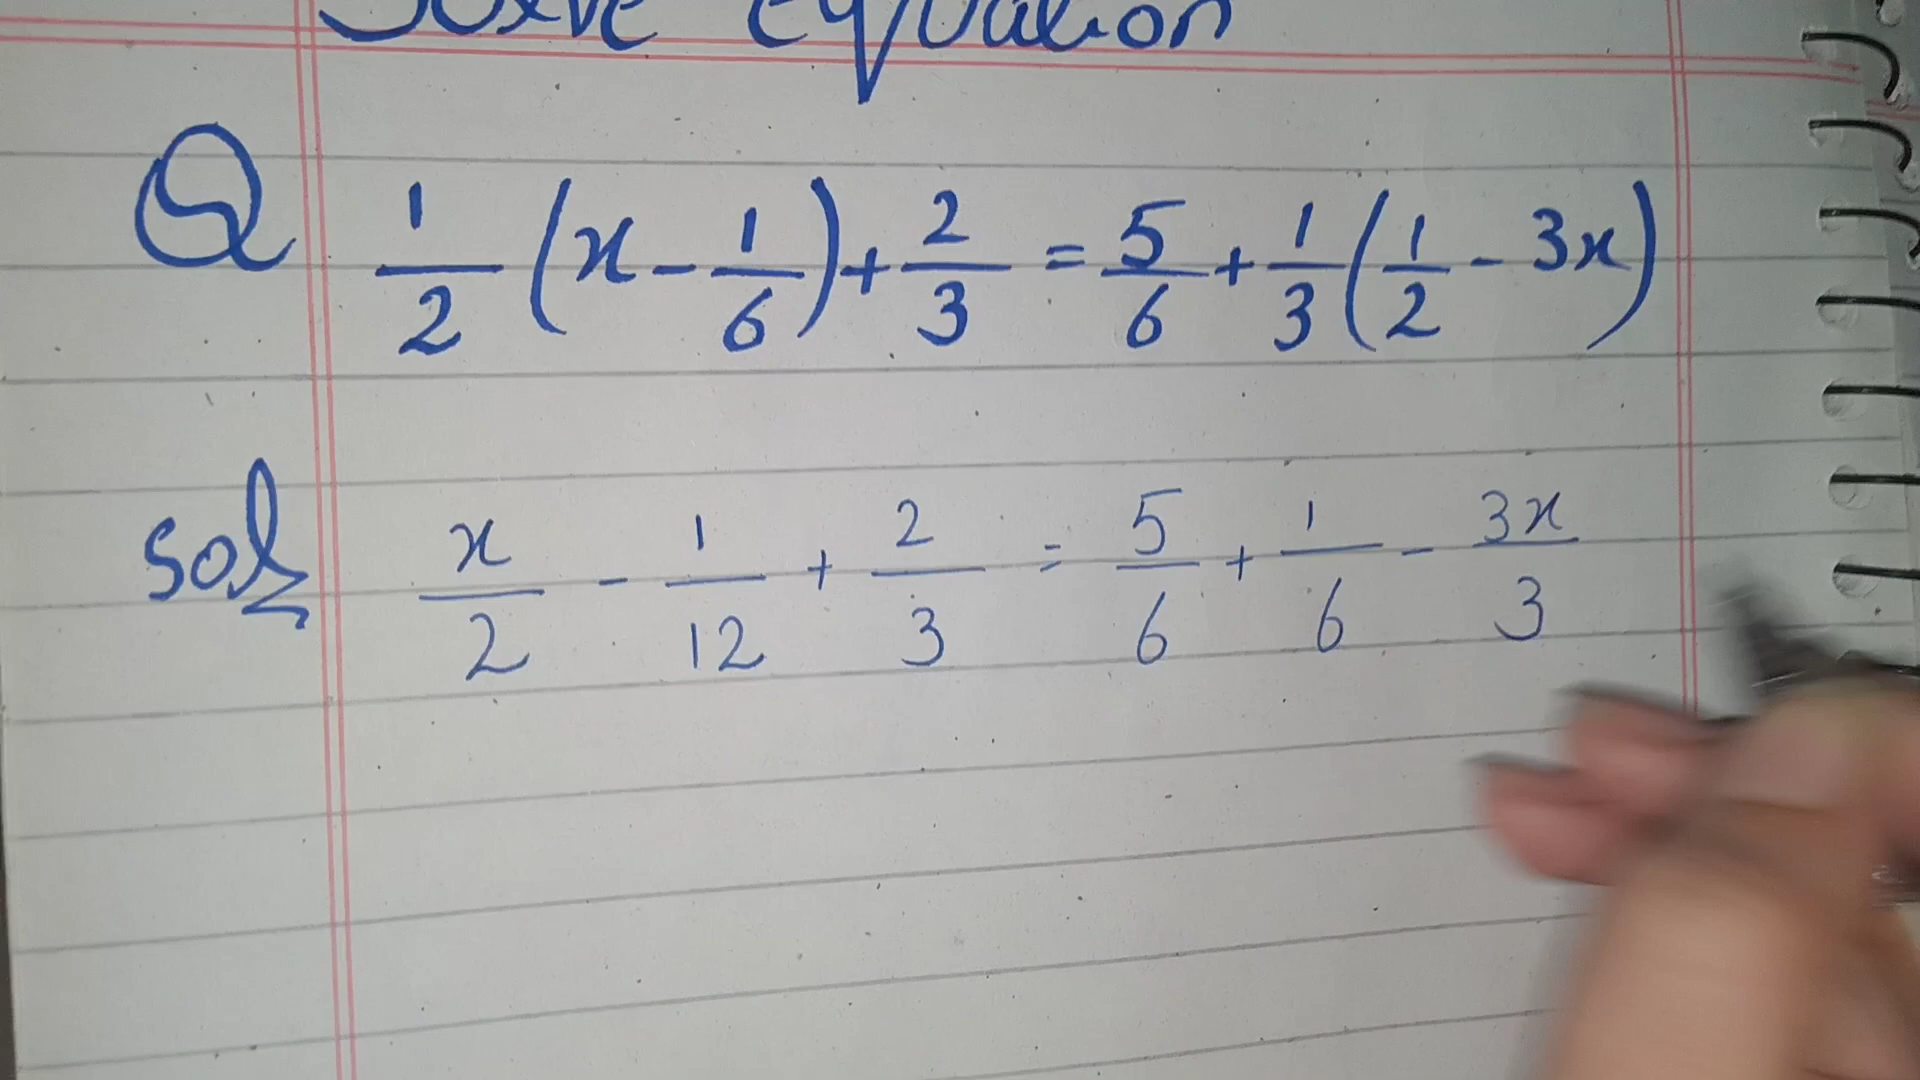 Solve Equation
Q 1/2 (x - 1/6) + 2/3 = 5/6 + 1/3 (1/2 - 3x)
Sol x/2 - 1/12 + 2/3 = 5/6 + 1/6 - 3x/3